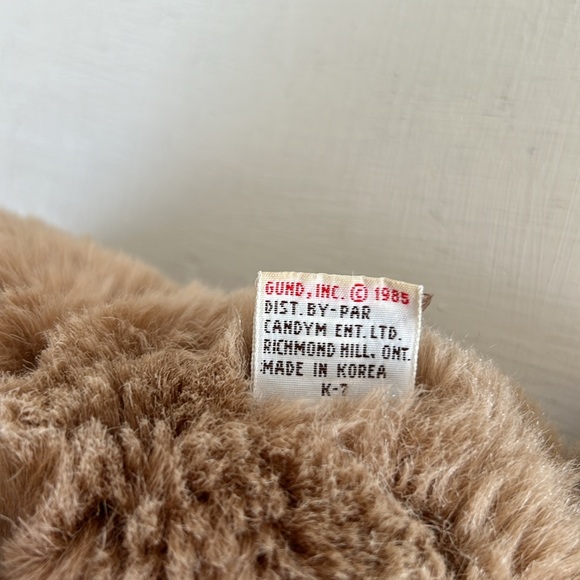 GUND, INC. © 1985
DIST. BY-PAR
CANDYM ENT. LTD.
RICHMOND HILL, ONT.
MADE IN KOREA
K-7